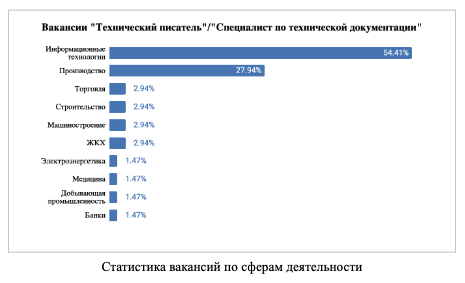 Вакансии "Технический писатель"/"Специалист по технической документации"
Информационные
технологии
54.41%
Производство
27.94%
Торговля
2.94%
Строительство
2.94%
Машиностроение
2.94%
ЖКХ
2.94%
Электроэнергетика
1.47%
Медицина
1.47%
Добывающая
промышленность
1.47%
Банки
1.47%
Статистика вакансий по сферам деятельности